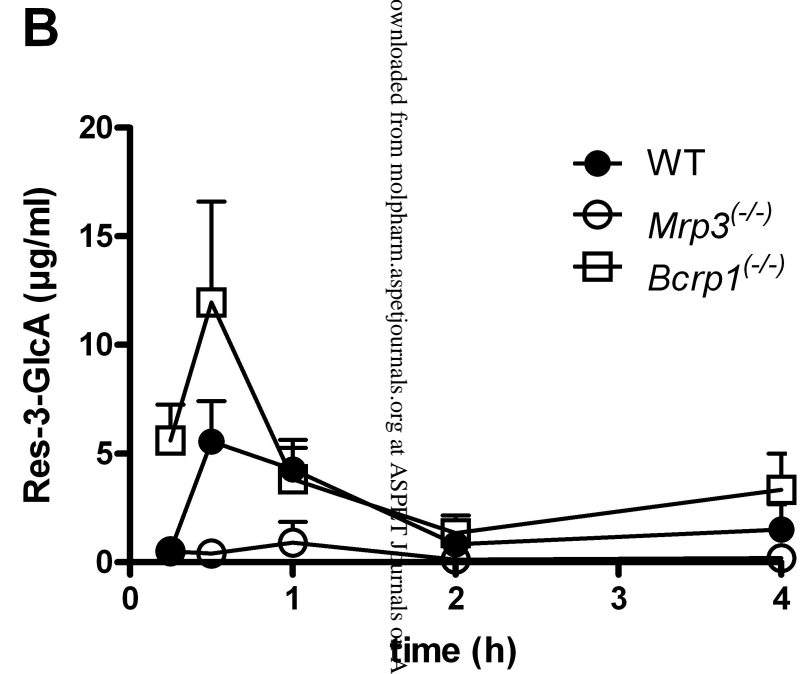 B
20
15
10
5
0
Res-3-GlcA (µg/ml)
WT
Mrp3(-/-)
Bcrp1(-/-)
0 1 2 3 4
time (h)
ownloaded from molpharm.aspetjournals.org at ASPET Journals on A